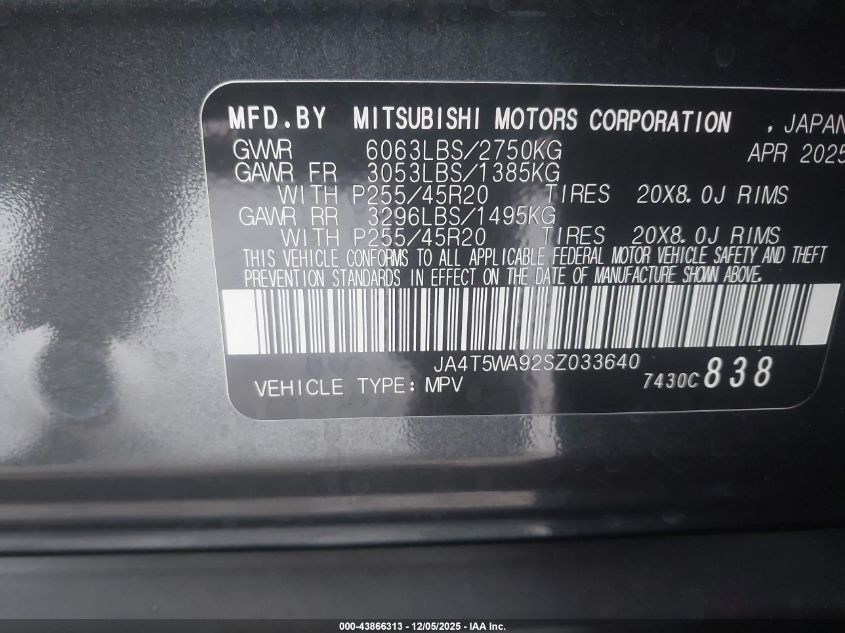 MFD.BY MITSUBISHI MOTORS CORPORATION , JAPAN
GVWR 6063LBS/2750KG APR 2025
GAWR FR 3053LBS/1385KG
WITH P255/45R20 TIRES 20X8.0J RIMS
GAWR RR 3296LBS/1495KG
WITH P255/45R20 TIRES 20X8.0J RIMS
THIS VEHICLE CONFORMS TO ALL APPLICABLE FEDERAL MOTOR VEHICLE SAFETY AND THEFT
PREVENTION STANDARDS IN EFFECT ON THE DATE OF MANUFACTURE SHOWN ABOVE.
JA4T5WA92SZ033640
VEHICLE TYPE: MPV 7430C 838
000-43866313 - 12/05/2025 - IAA Inc.